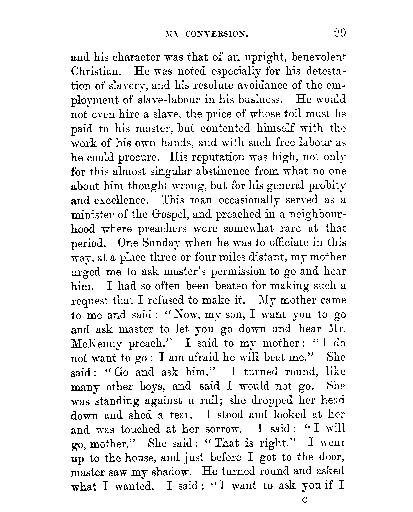 MY CONVERSION. 29
and his character was that of an upright, benevolent
Christian. He was noted especially for his detesta-
tion of slavery, and his resolute avoidance of the em-
ployment of slave-labour in his business. He would
not even hire a slave, the price of whose toil must be
paid to his master, but contented himself with the
work of his own hands, and with such free labour as
he could procure. His reputation was high, not only
for this almost singular abstinence from what no one
about him thought wrong, but for his general probity
and excellence. This man occasionally served as a
minister of the Gospel, and preached in a neighbour-
hood where preachers were somewhat rare at that
period. One Sunday when he was to officiate in this
way, at a place three or four miles distant, my mother
urged me to ask master's permission to go and hear
him. I had so often been beaten for making such a
request that I refused to make it. My mother came
to me and said: "Now, my son, I want you to go
and ask master to let you go down and hear Mr.
McKenny preach." I said to my mother: "I do
not want to go: I am afraid he will beat me." She
said: "Go and ask him." I turned round, like
many other boys, and said I would not go. She
was standing against a rail; she dropped her head
down and shed a tear. I stood and looked at her
and was touched at her sorrow. I said: "I will
go, mother." She said: "That is right." I went
up to the house, and just before I got to the door,
master saw my shadow. He turned round and asked
what I wanted. I said: "I want to ask you if I
C